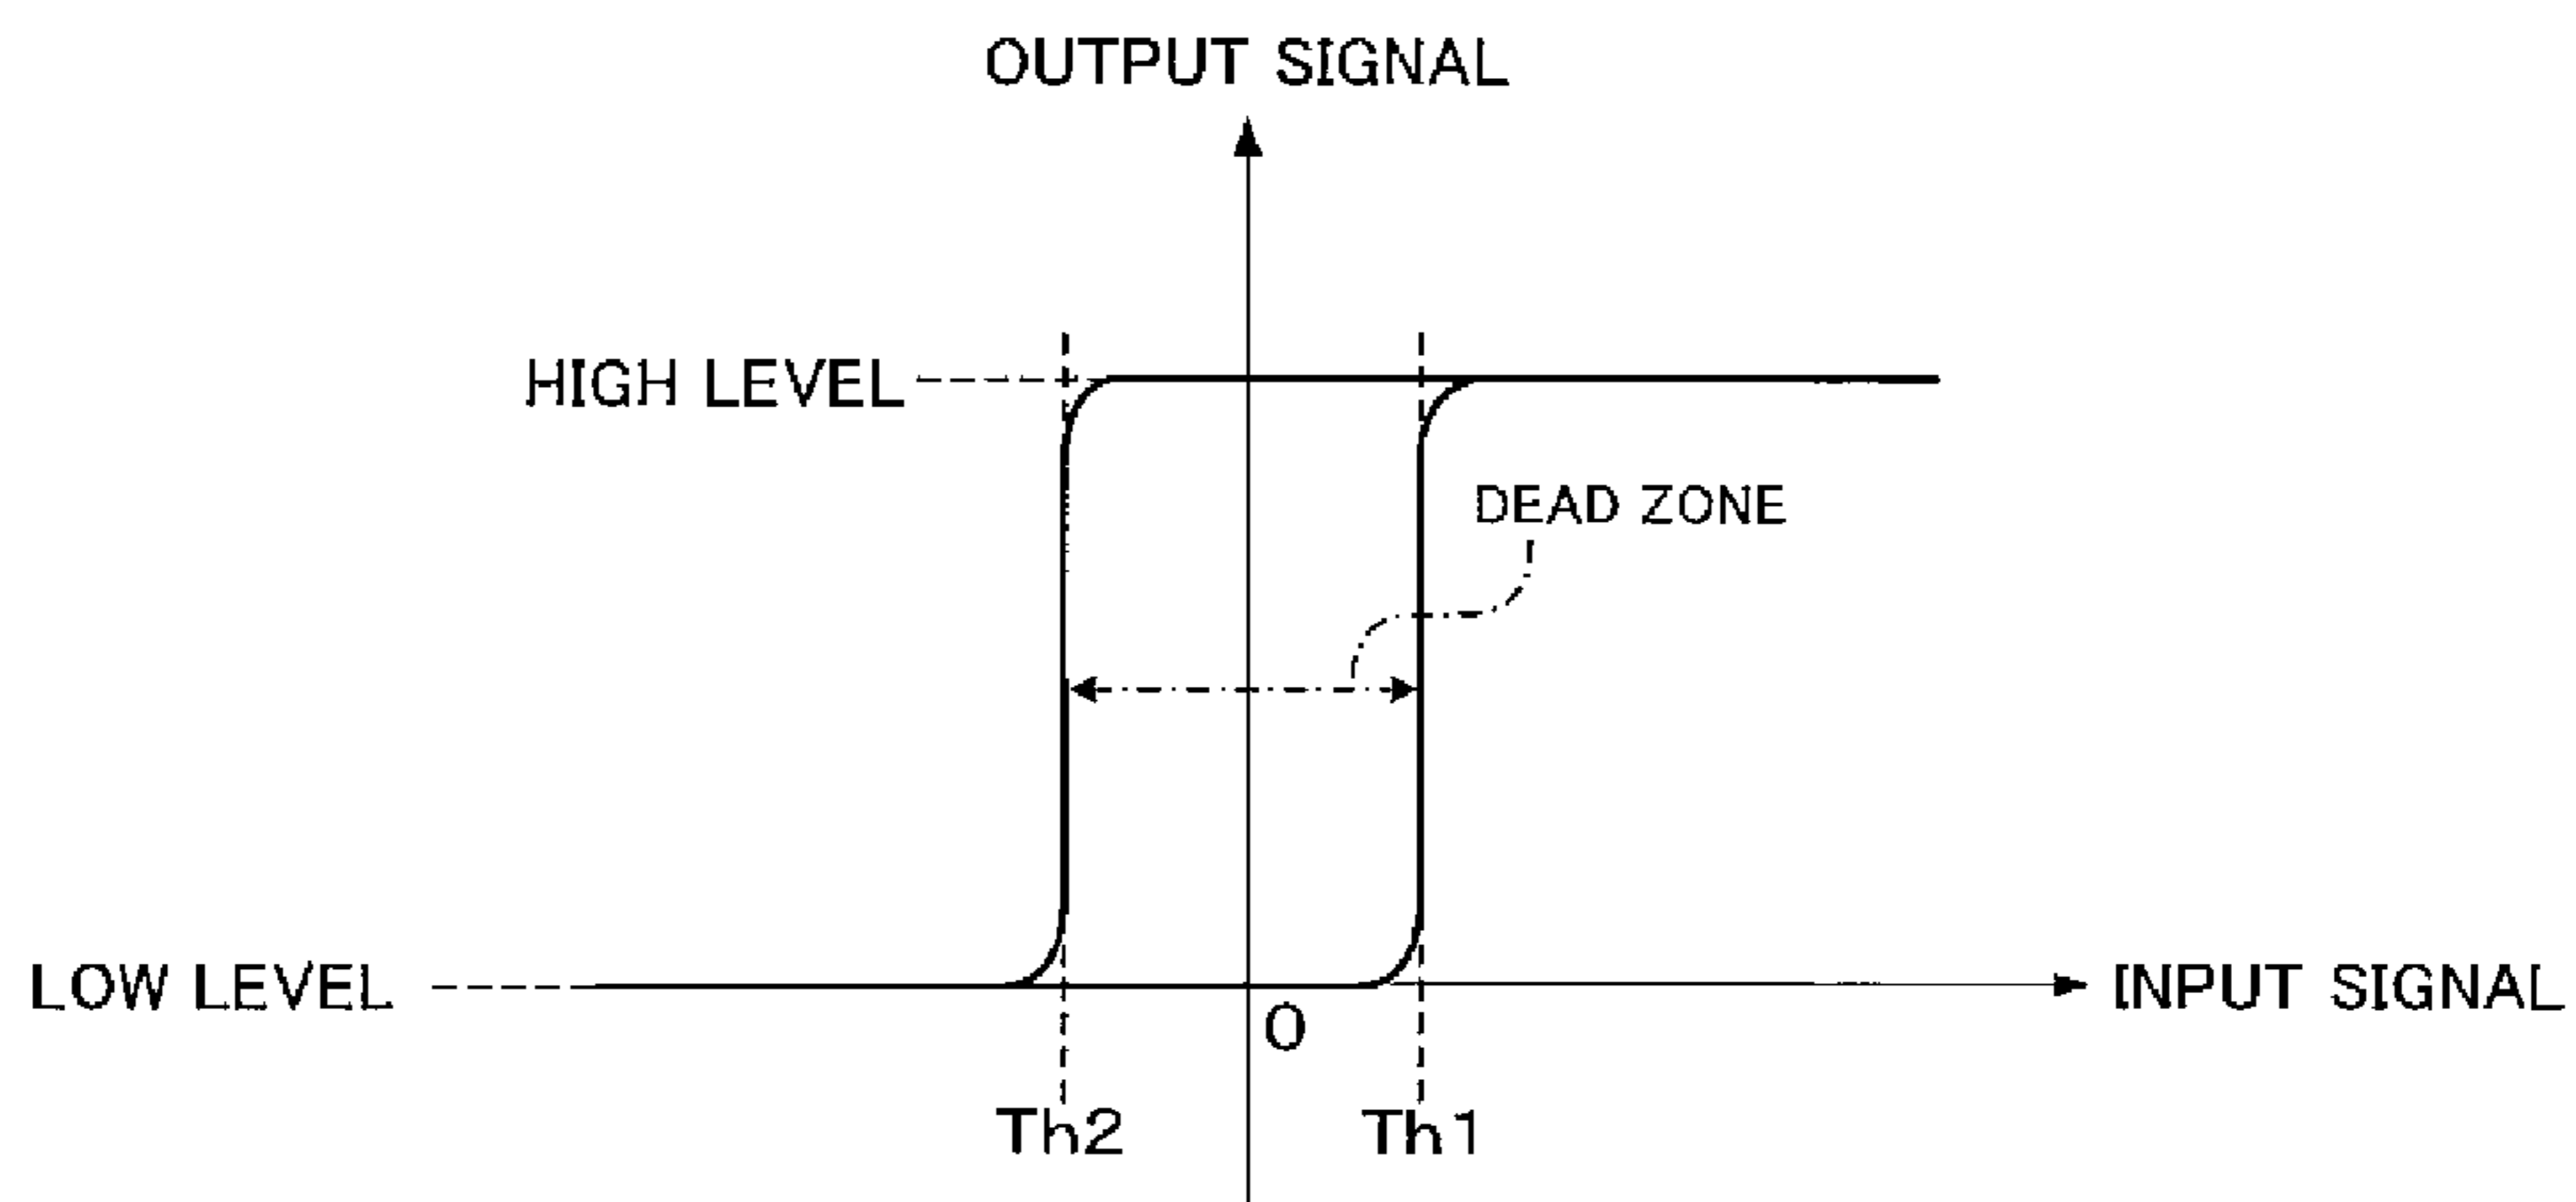 OUTPUT SIGNAL
HIGH LEVEL
DEAD ZONE
LOW LEVEL
INPUT SIGNAL
0
Th2
Th1